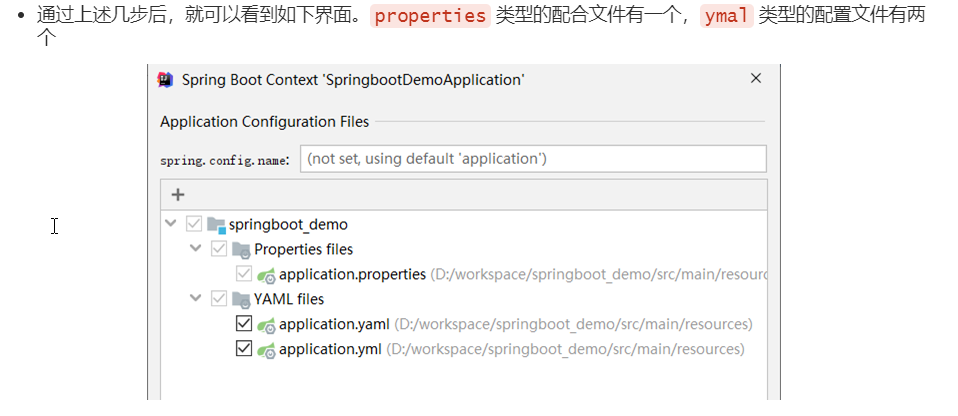 通过上述几步后，就可以看到如下界面。properties 类型的配合文件有一个，ymal 类型的配置文件有两
个
Spring Boot Context 'SpringbootDemoApplication'
Application Configuration Files
spring.config.name: (not set, using default 'application')
springboot_demo
Properties files
application.properties (D:/workspace/springboot_demo/src/main/resourc
YAML files
application.yaml (D:/workspace/springboot_demo/src/main/resources)
application.yml (D:/workspace/springboot_demo/src/main/resources)